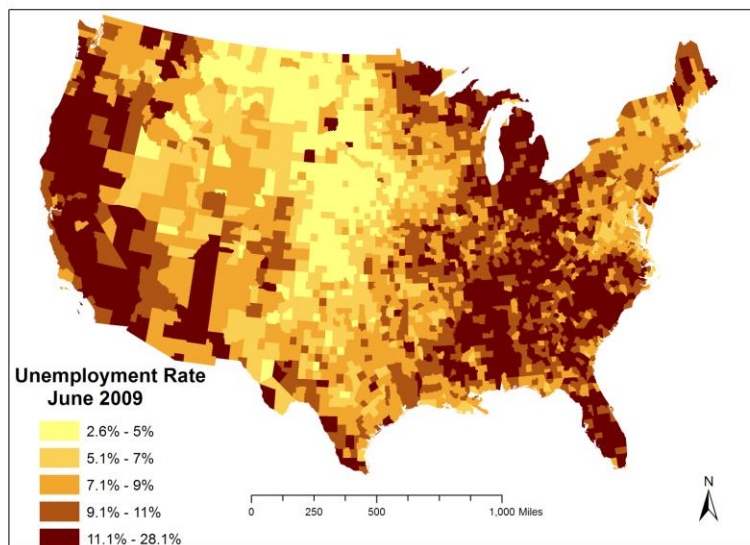 Unemployment Rate
June 2009
2.6% - 5%
5.1% - 7%
7.1% - 9%
9.1% - 11%
11.1% - 28.1%
0 250 500 1,000 Miles
N